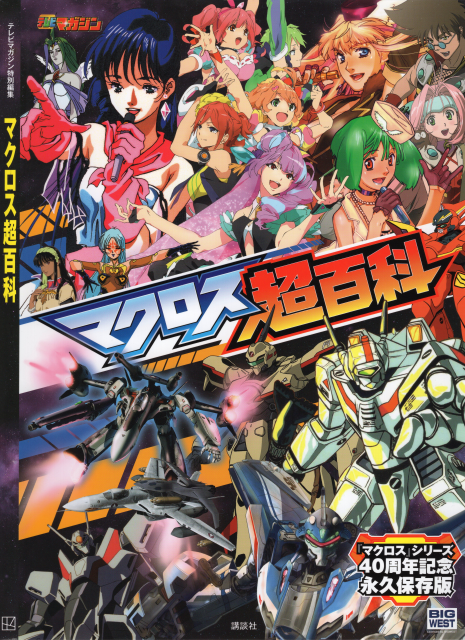 テレビマガジン
テレビマガジン特別編集
マクロス超百科
マクロス超百科
『マクロス』シリーズ
40周年記念
永久保存版
講談社
BIG
WEST